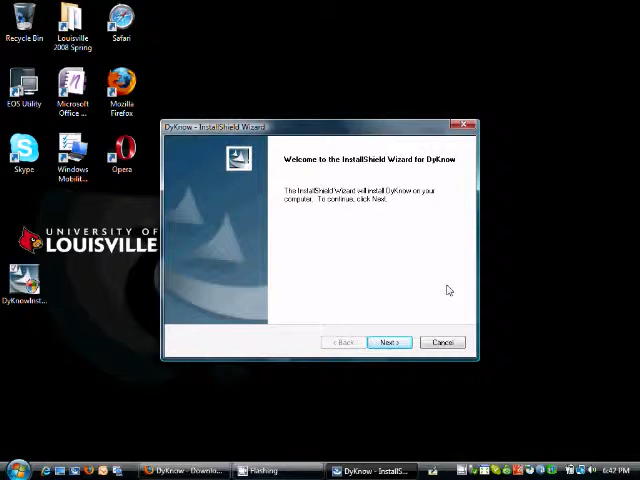 Recycle Bin
Louisville
2008 Spring
Safari
EOS Utility
Microsoft
Office ...
Mozilla
Firefox
Skype
Windows
Mobilit...
Opera
UNIVERSITY OF
LOUISVILLE
DyKnowInst...
DyKnow - InstallShield Wizard
Welcome to the InstallShield Wizard for DyKnow
The InstallShield Wizard will install DyKnow on your
computer. To continue, click Next.
< Back
Next >
Cancel
DyKnow - Downlo...
Flashing
DyKnow - InstallS...
6:42 PM